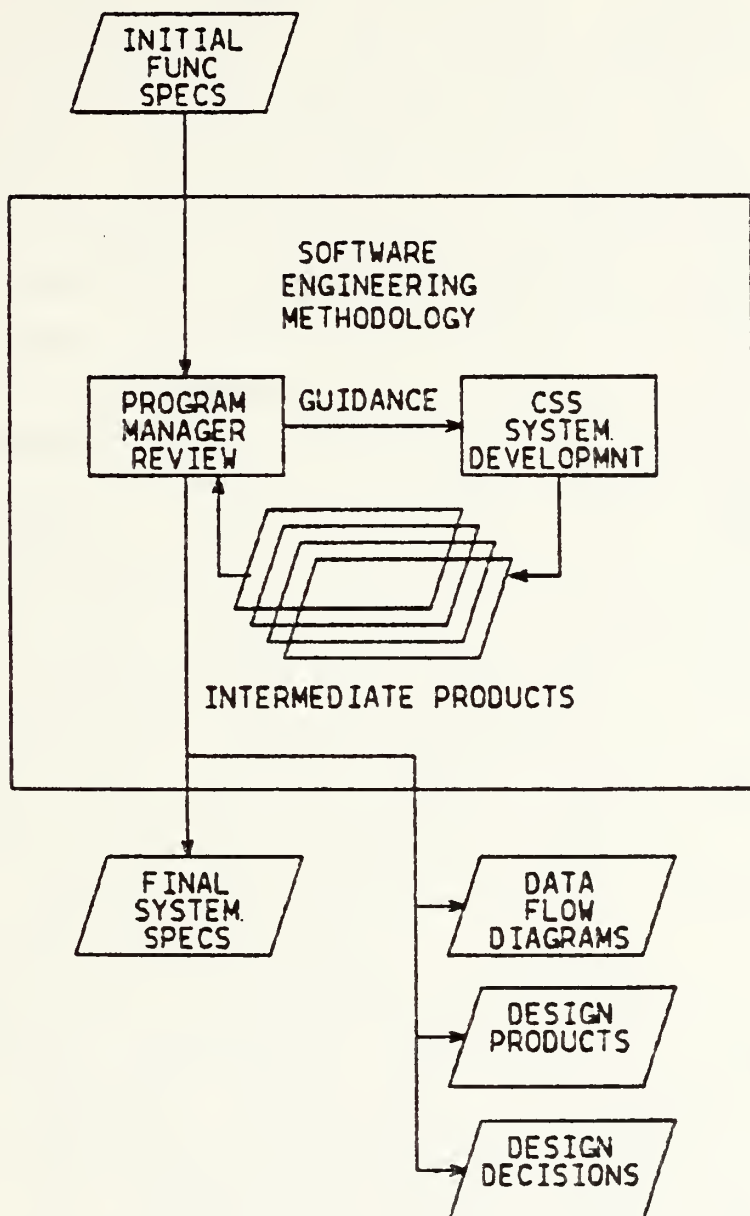 INITIAL
FUNC
SPECS
SOFTWARE
ENGINEERING
METHODOLOGY
PROGRAM
MANAGER
REVIEW
GUIDANCE
CSS
SYSTEM.
DEVELOPMNT
INTERMEDIATE PRODUCTS
FINAL
SYSTEM.
SPECS
DATA
FLOW
DIAGRAMS
DESIGN
PRODUCTS
DESIGN
DECISIONS